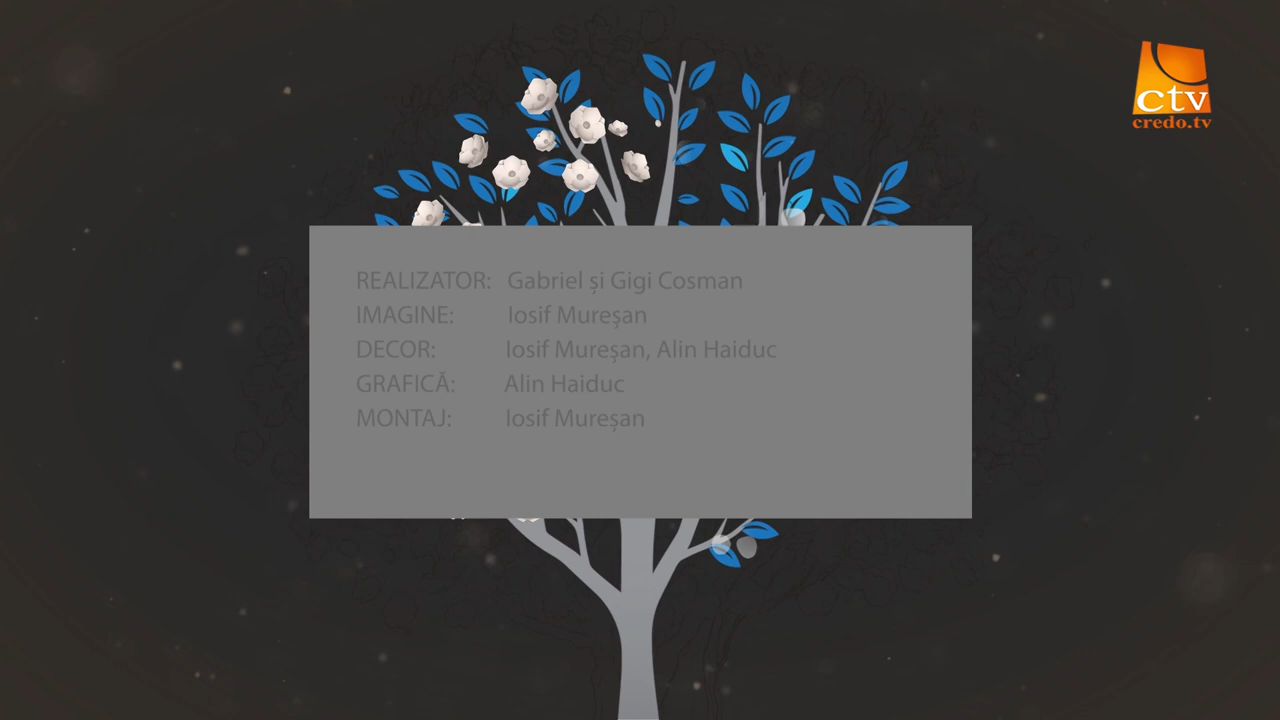 ctv
credo.tv
REALIZATOR: Gabriel și Gigi Cosman
IMAGINE: Iosif Mureșan
DECOR: Iosif Mureșan, Alin Haiduc
GRAFICĂ: Alin Haiduc
MONTAJ: Iosif Mureșan